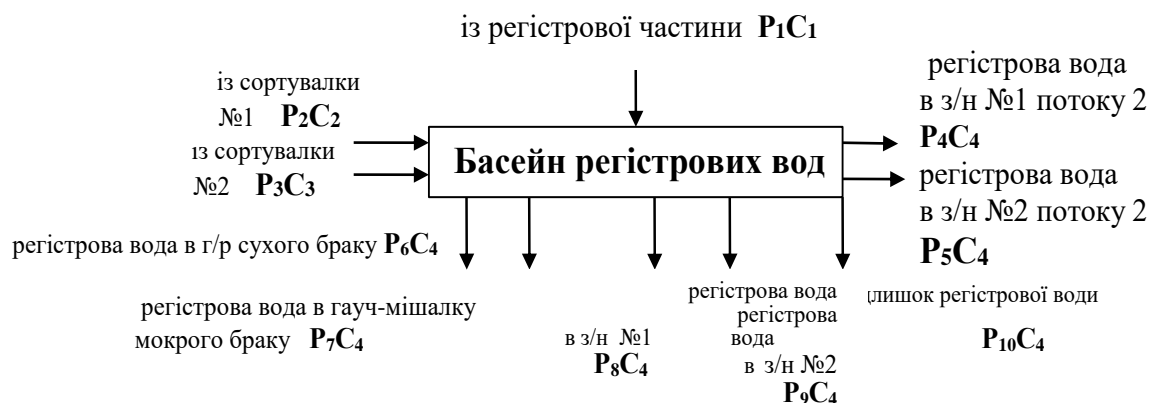 із регістрової частини P₁C₁
із сортувалки
№1 P₂C₂
із сортувалки
№2 P₃C₃
Басейн регістрових вод
регістрова вода
в з/н №1 потоку 2
P₄C₄
регістрова вода
в з/н №2 потоку 2
P₅C₄
регістрова вода в г/р сухого браку P₆C₄
регістрова вода в гауч-мішалку
мокрого браку P₇C₄
в з/н №1
P₈C₄
регістрова вода
регістрова
вода
в з/н №2
P₉C₄
лишок регістрової води
P₁₀C₄